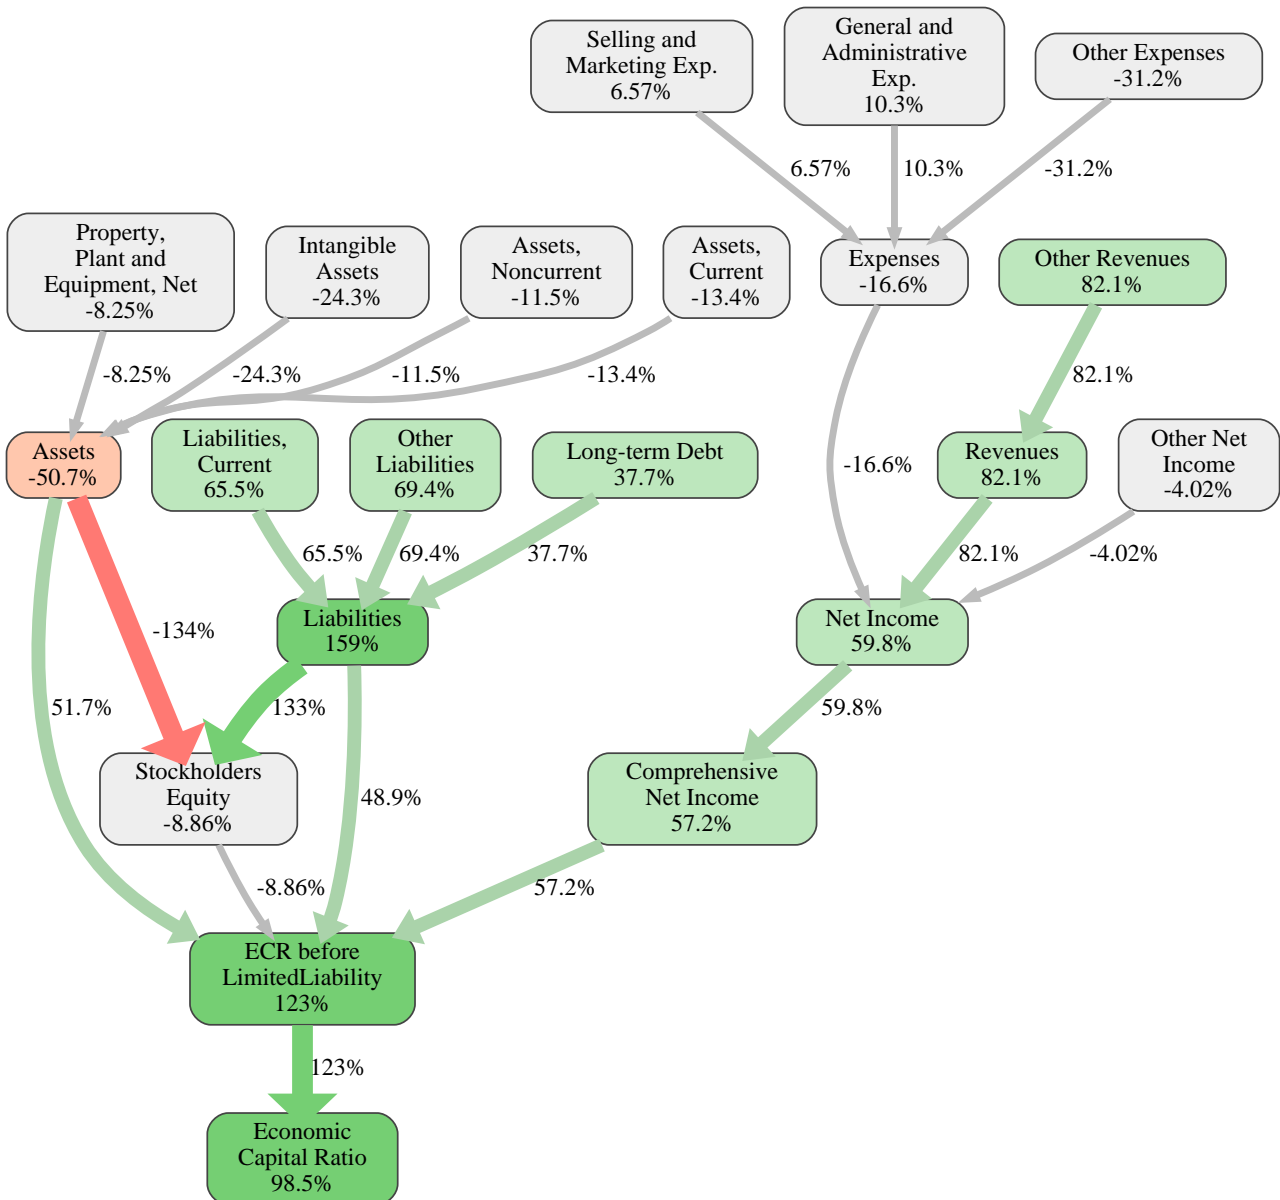 Selling and
Marketing Exp.
6.57%
General and
Administrative
Exp.
10.3%
Other Expenses
-31.2%
6.57%
10.3%
-31.2%
Property,
Plant and
Equipment, Net
-8.25%
Intangible
Assets
-24.3%
Assets,
Noncurrent
-11.5%
Assets,
Current
-13.4%
Expenses
-16.6%
Other Revenues
82.1%
-8.25%
-24.3%
-11.5%
-13.4%
82.1%
Assets
-50.7%
Liabilities,
Current
65.5%
Other
Liabilities
69.4%
Long-term Debt
37.7%
-16.6%
Revenues
82.1%
Other Net
Income
-4.02%
65.5%
69.4%
37.7%
82.1%
-4.02%
Liabilities
159%
Net Income
59.8%
-134%
51.7%
133%
59.8%
Stockholders
Equity
-8.86%
48.9%
Comprehensive
Net Income
57.2%
-8.86%
57.2%
ECR before
LimitedLiability
123%
123%
Economic
Capital Ratio
98.5%